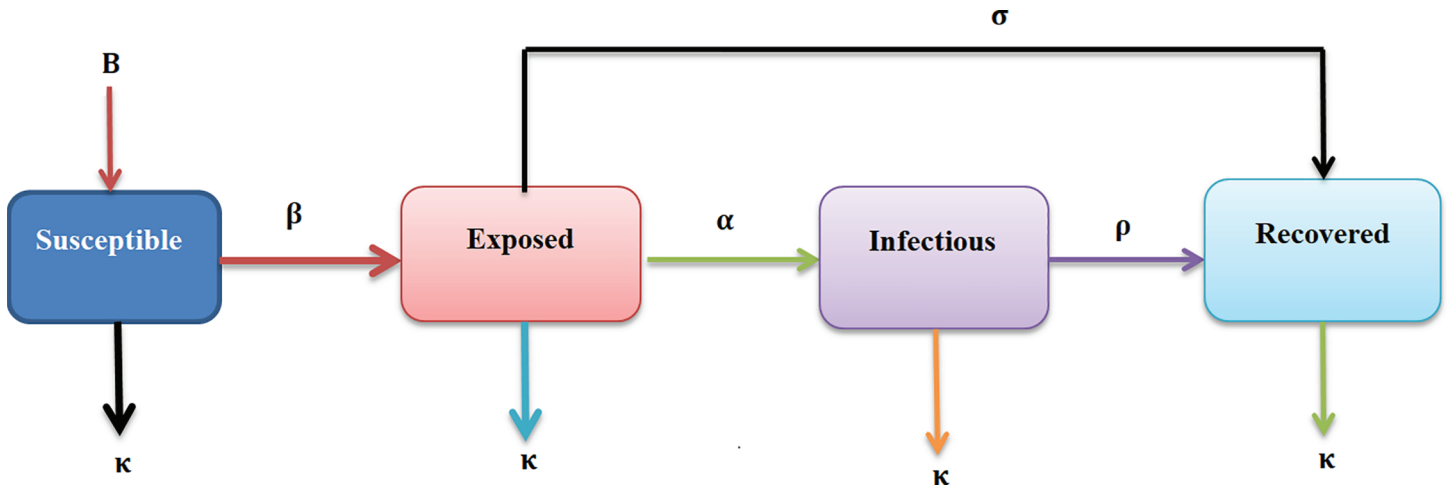 σ
B
β
α
ρ
Susceptible
Exposed
Infectious
Recovered
κ
κ
κ
κ